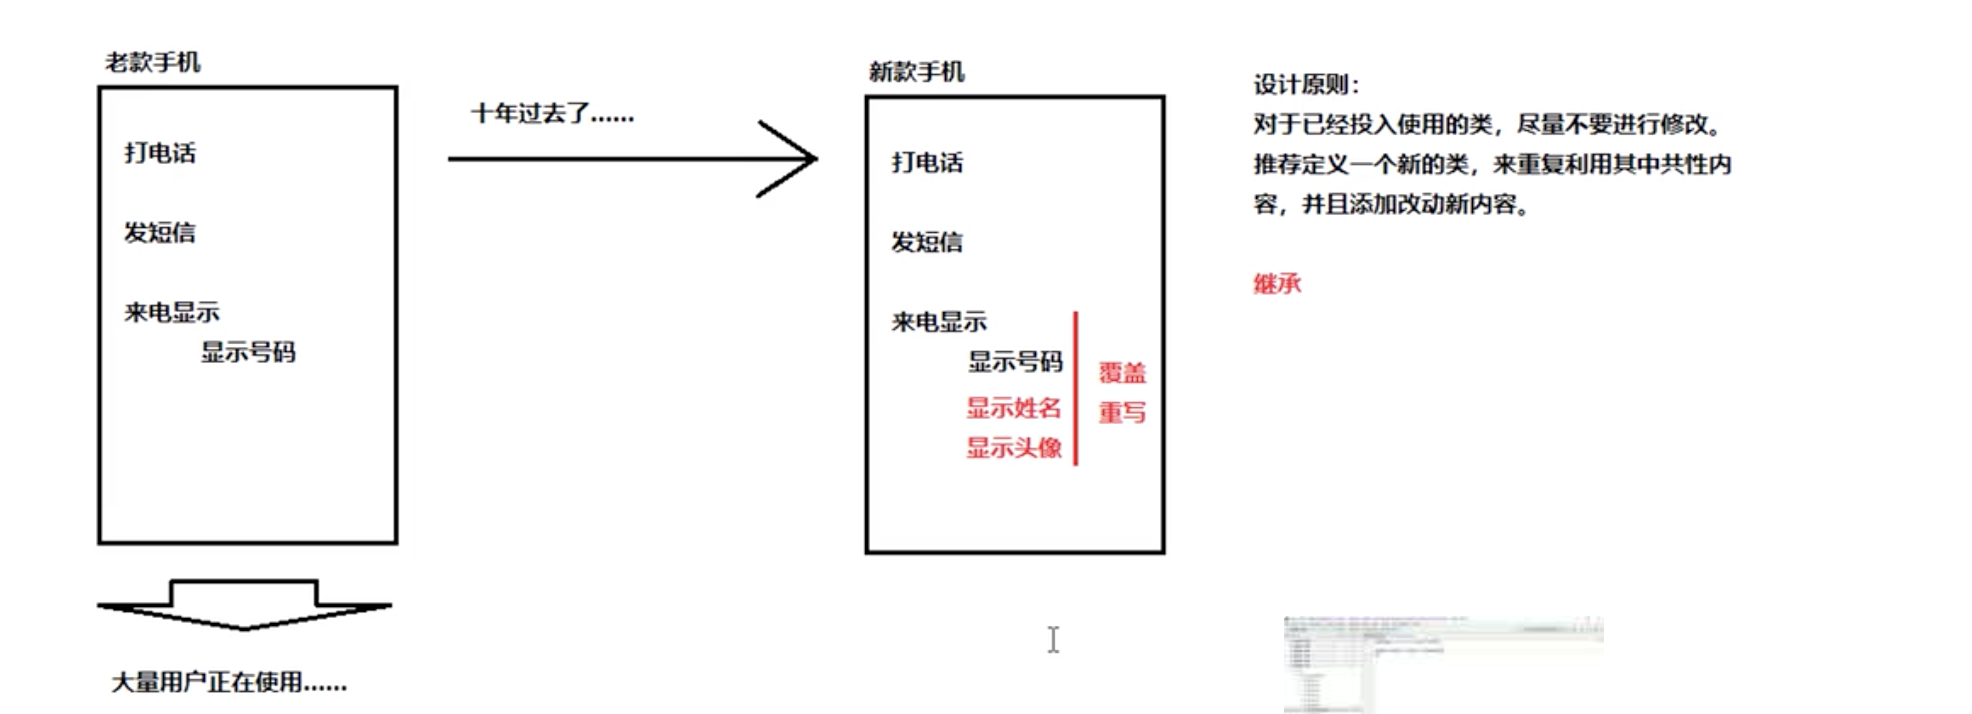 老款手机
打电话
发短信
来电显示
显示号码
大量用户正在使用......
十年过去了......
新款手机
打电话
发短信
来电显示
显示号码
显示姓名
显示头像
覆盖
重写
设计原则：
对于已经投入使用的类，尽量不要进行修改。
推荐定义一个新的类，来重复利用其中共性内
容，并且添加改动新内容。
继承